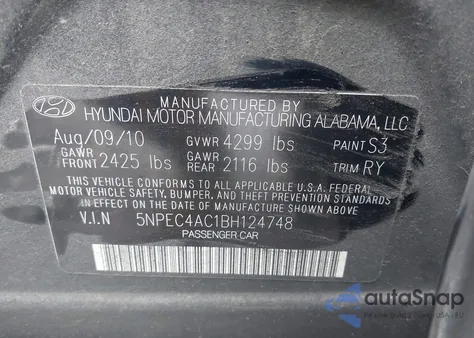 MANUFACTURED BY
HYUNDAI MOTOR MANUFACTURING ALABAMA, LLC
Aug/09/10 GVWR 4299 lbs PAINT S3
GAWR FRONT 2425 lbs GAWR REAR 2116 lbs TRIM RY
THIS VEHICLE CONFORMS TO ALL APPLICABLE U.S.A. FEDERAL
MOTOR VEHICLE SAFETY, BUMPER, AND THEFT PREVENTION STANDARDS
IN EFFECT ON THE DATE OF MANUFACTURE SHOWN ABOVE.
V.I.N 5NPEC4AC1BH124748
PASSENGER CAR
autoSnap